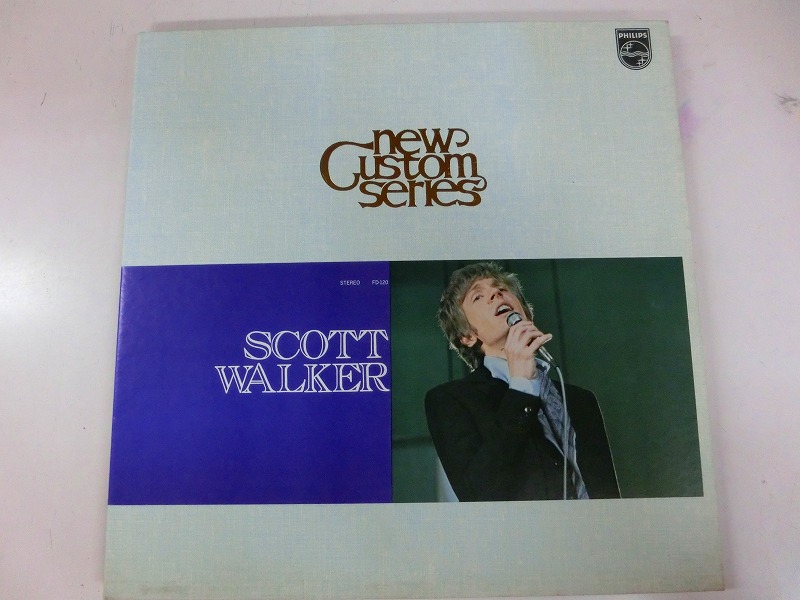 PHILIPS
new
Custom
series
STEREO FD-120
SCOTT
WALKER